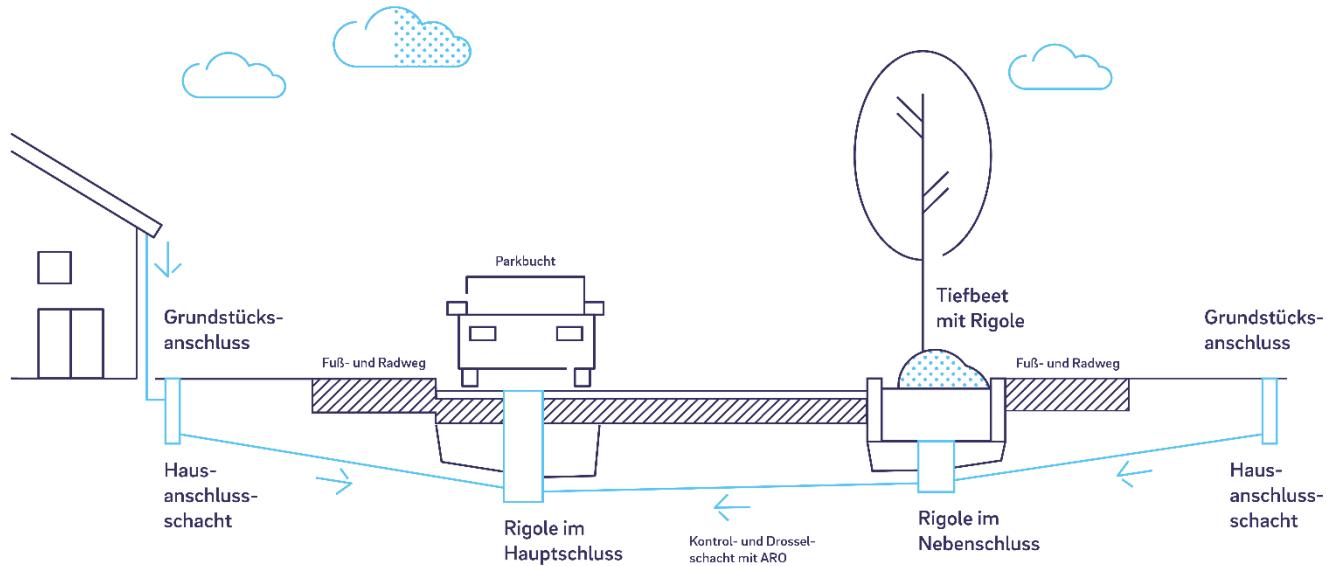 Parkbucht
Grundstücks-
anschluss
Fuß- und Radweg
Tiefbeet
mit Rigole
Fuß- und Radweg
Grundstücks-
anschluss
Haus-
anschluss-
schacht
Rigole im
Hauptschluss
Kontrol- und Drossel-
schacht mit ARO
Rigole im
Nebenschluss
Haus-
anschluss-
schacht